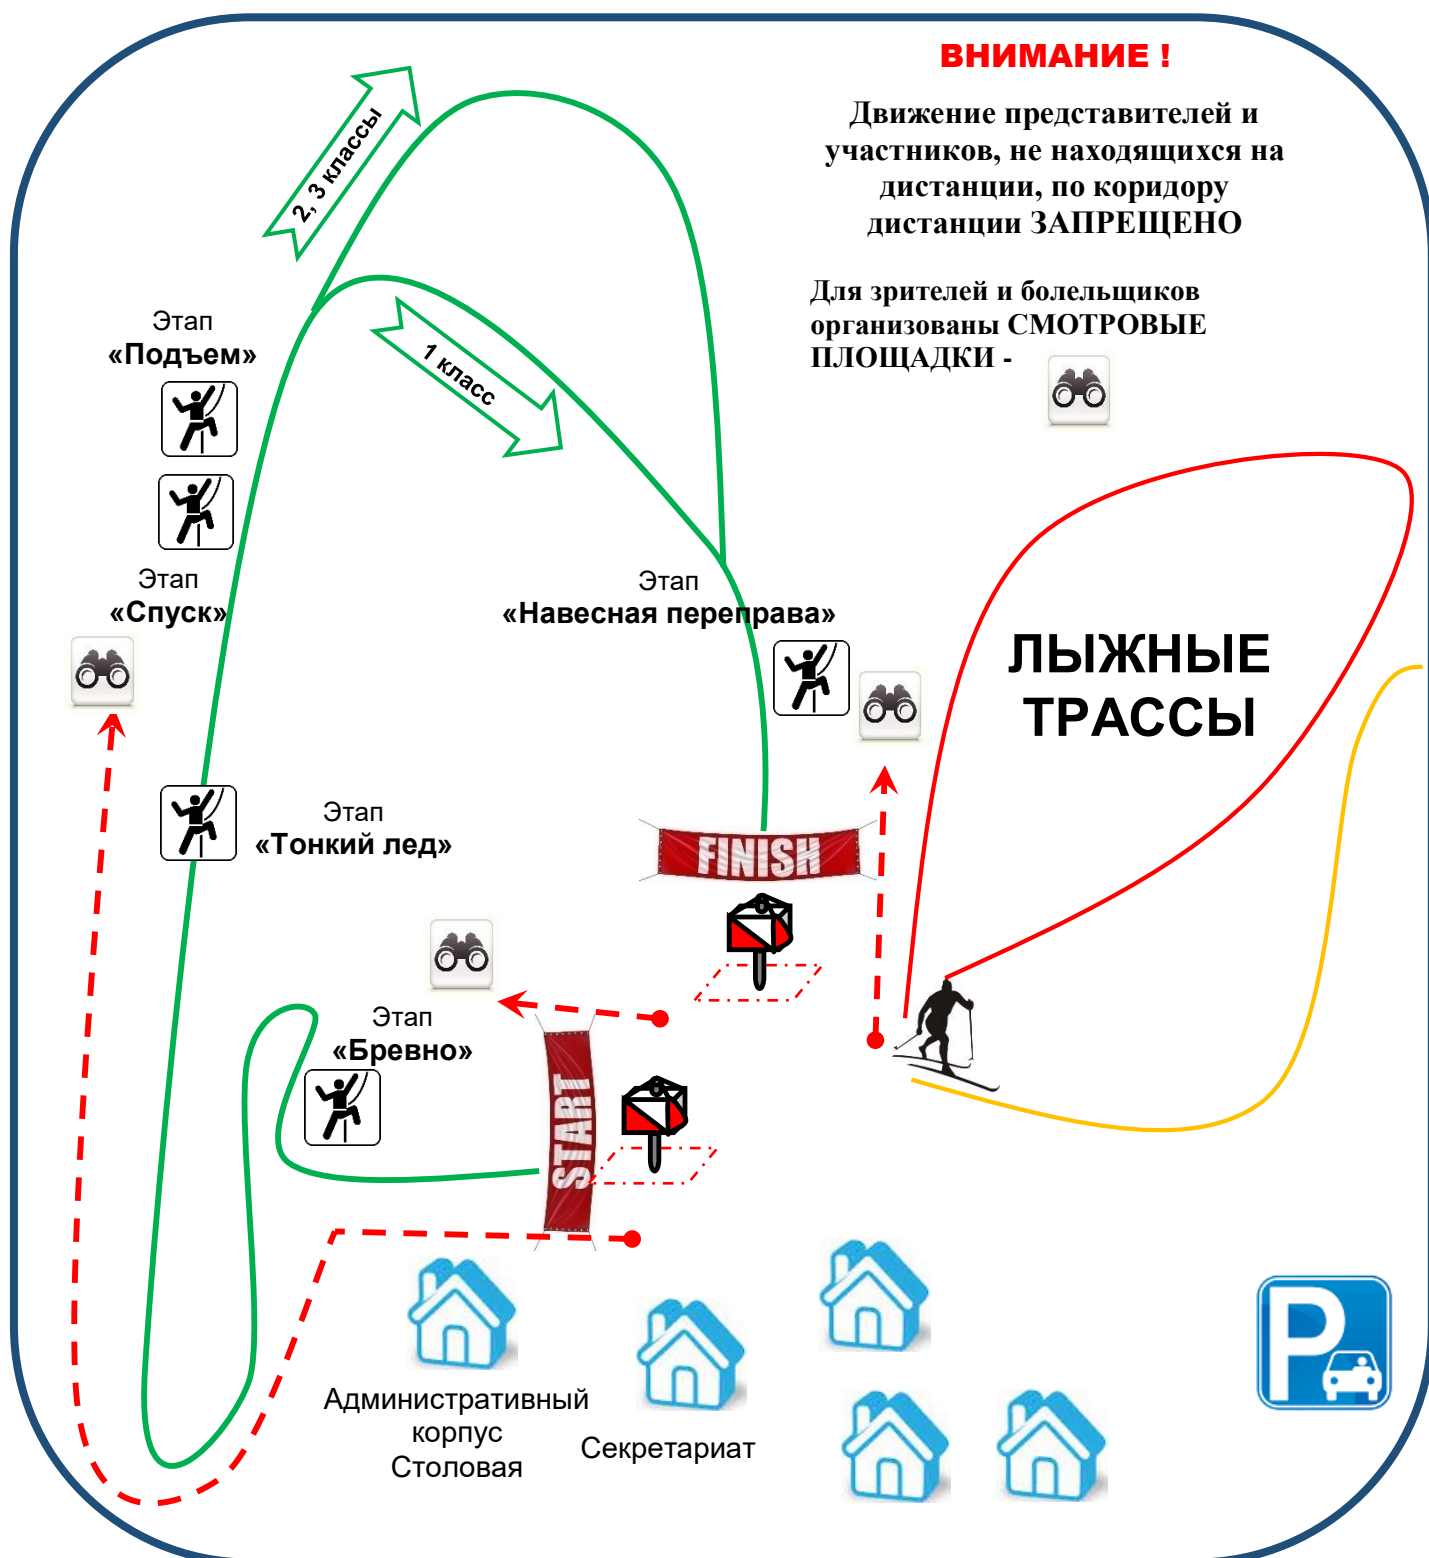 ВНИМАНИЕ !
Движение представителей и
участников, не находящихся на
дистанции, по коридору
дистанции ЗАПРЕЩЕНО
Для зрителей и болельщиков
организованы СМОТРОВЫЕ
ПЛОЩАДКИ -
2, 3 классы
1 класс
Этап
«Подъем»
Этап
«Спуск»
Этап
«Навесная переправа»
ЛЫЖНЫЕ
ТРАССЫ
Этап
«Тонкий лед»
FINISH
Этап
«Бревно»
START
Административный
корпус
Столовая
Секретариат
P